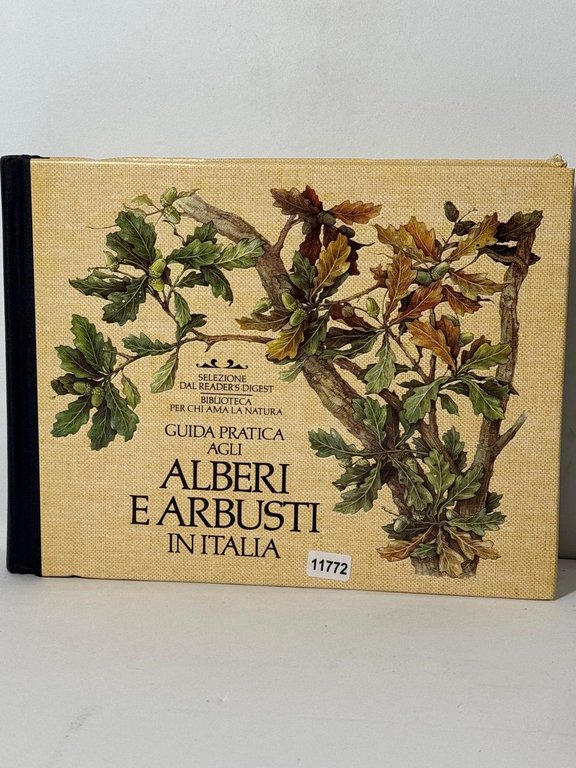 SELEZIONE
DAL READER'S DIGEST
BIBLIOTECA
PER CHI AMA LA NATURA
GUIDA PRATICA
AGLI
ALBERI
E ARBUSTI
IN ITALIA
11772